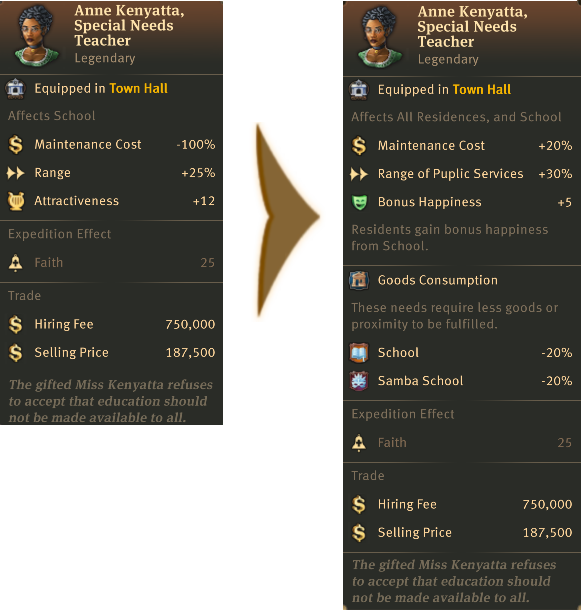 Anne Kenyatta,
Special Needs
Teacher
Legendary
Equipped in Town Hall
Affects School
Maintenance Cost -100%
Range +25%
Attractiveness +12
Expedition Effect
Faith 25
Trade
Hiring Fee 750,000
Selling Price 187,500
The gifted Miss Kenyatta refuses
to accept that education should
not be made available to all.
Anne Kenyatta,
Special Needs
Teacher
Legendary
Equipped in Town Hall
Affects All Residences, and School
Maintenance Cost +20%
Range of Puplic Services +30%
Bonus Happiness +5
Residents gain bonus happiness
from School.
Goods Consumption
These needs require less goods or
proximity to be fulfilled.
School -20%
Samba School -20%
Expedition Effect
Faith 25
Trade
Hiring Fee 750,000
Selling Price 187,500
The gifted Miss Kenyatta refuses
to accept that education should
not be made available to all.